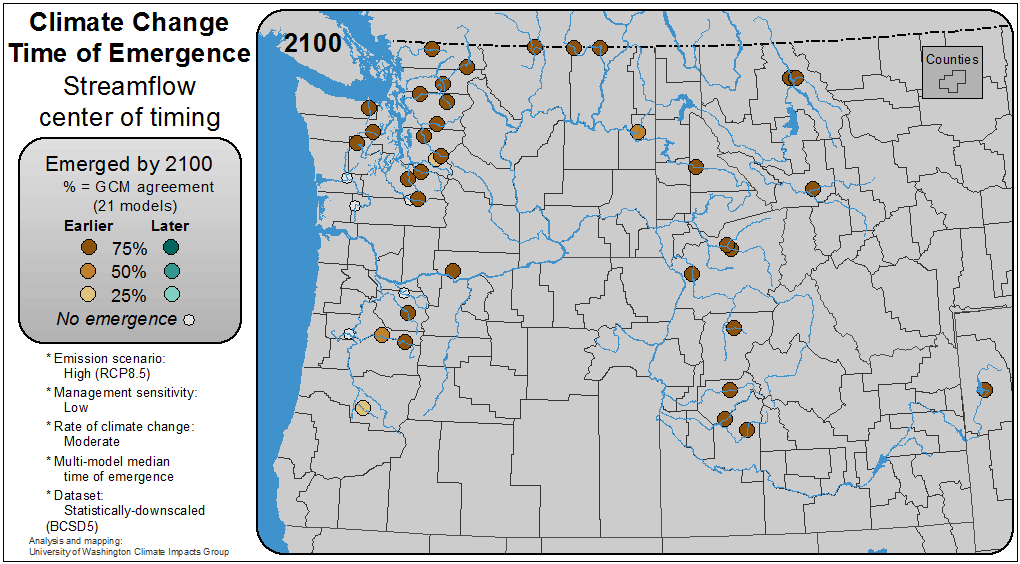 Climate Change
Time of Emergence
Streamflow
center of timing
Emerged by 2100
% = GCM agreement
(21 models)
Earlier Later
75%
50%
25%
No emergence
* Emission scenario:
High (RCP8.5)
* Management sensitivity:
Low
* Rate of climate change:
Moderate
* Multi-model median
time of emergence
* Dataset:
Statistically-downscaled
(BCSD5)
Analysis and mapping:
University of Washington Climate Impacts Group
2100
Counties